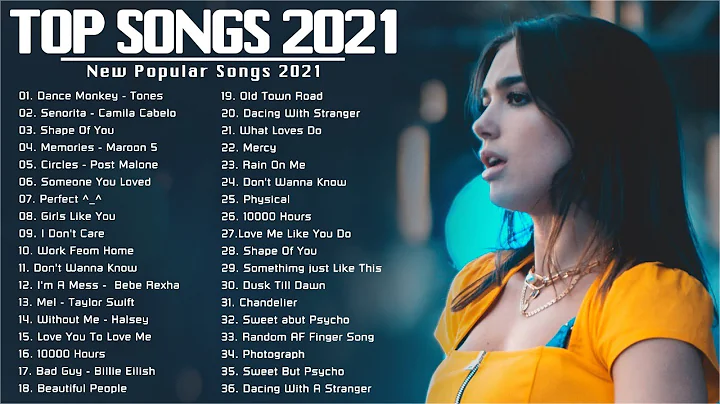 TOP SONGS 2021
New Popular Songs 2021
01. Dance Monkey - Tones
02. Senorita - Camila Cabelo
03. Shape Of You
04. Memories - Maroon 5
05. Circles - Post Malone
06. Someone You Loved
07. Perfect ^_^
08. Girls Like You
09. I Don't Care
10. Work Feom Home
11. Don't Wanna Know
12. I'm A Mess - Bebe Rexha
13. Me! - Taylor Swift
14. Without Me - Halsey
15. Love You To Love Me
16. 10000 Hours
17. Bad Guy - Billie Eilish
18. Beautiful People
19. Old Town Road
20. Dacing With Stranger
21. What Loves Do
22. Mercy
23. Rain On Me
24. Don't Wanna Know
25. Physical
26. 10000 Hours
27.Love Me Like You Do
28. Shape Of You
29. Somethimg just Like This
30. Dusk Till Dawn
31. Chandelier
32. Sweet abut Psycho
33. Random AF Finger Song
34. Photograph
35. Sweet But Psycho
36. Dacing With A Stranger